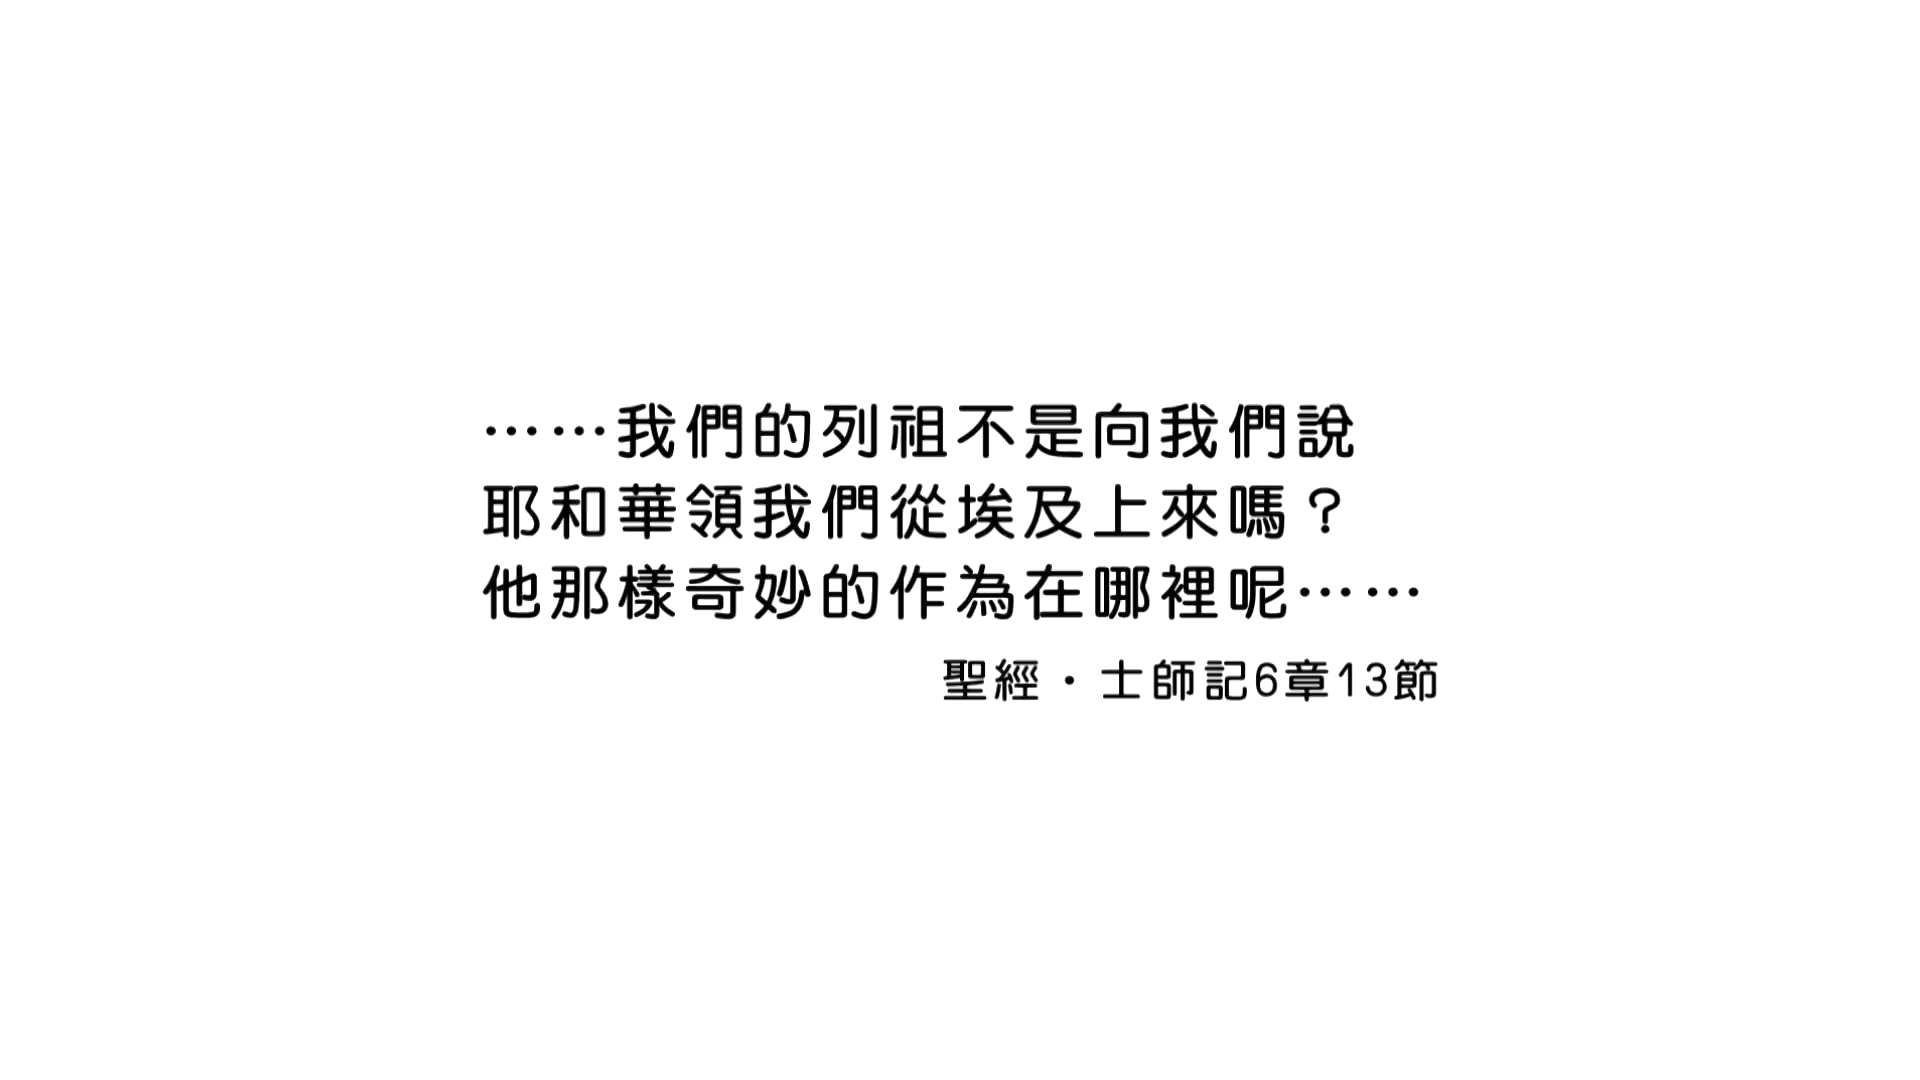 ……我們的列祖不是向我們說
耶和華領我們從埃及上來嗎？
他那樣奇妙的作為在哪裡呢……
聖經・士師記6章13節